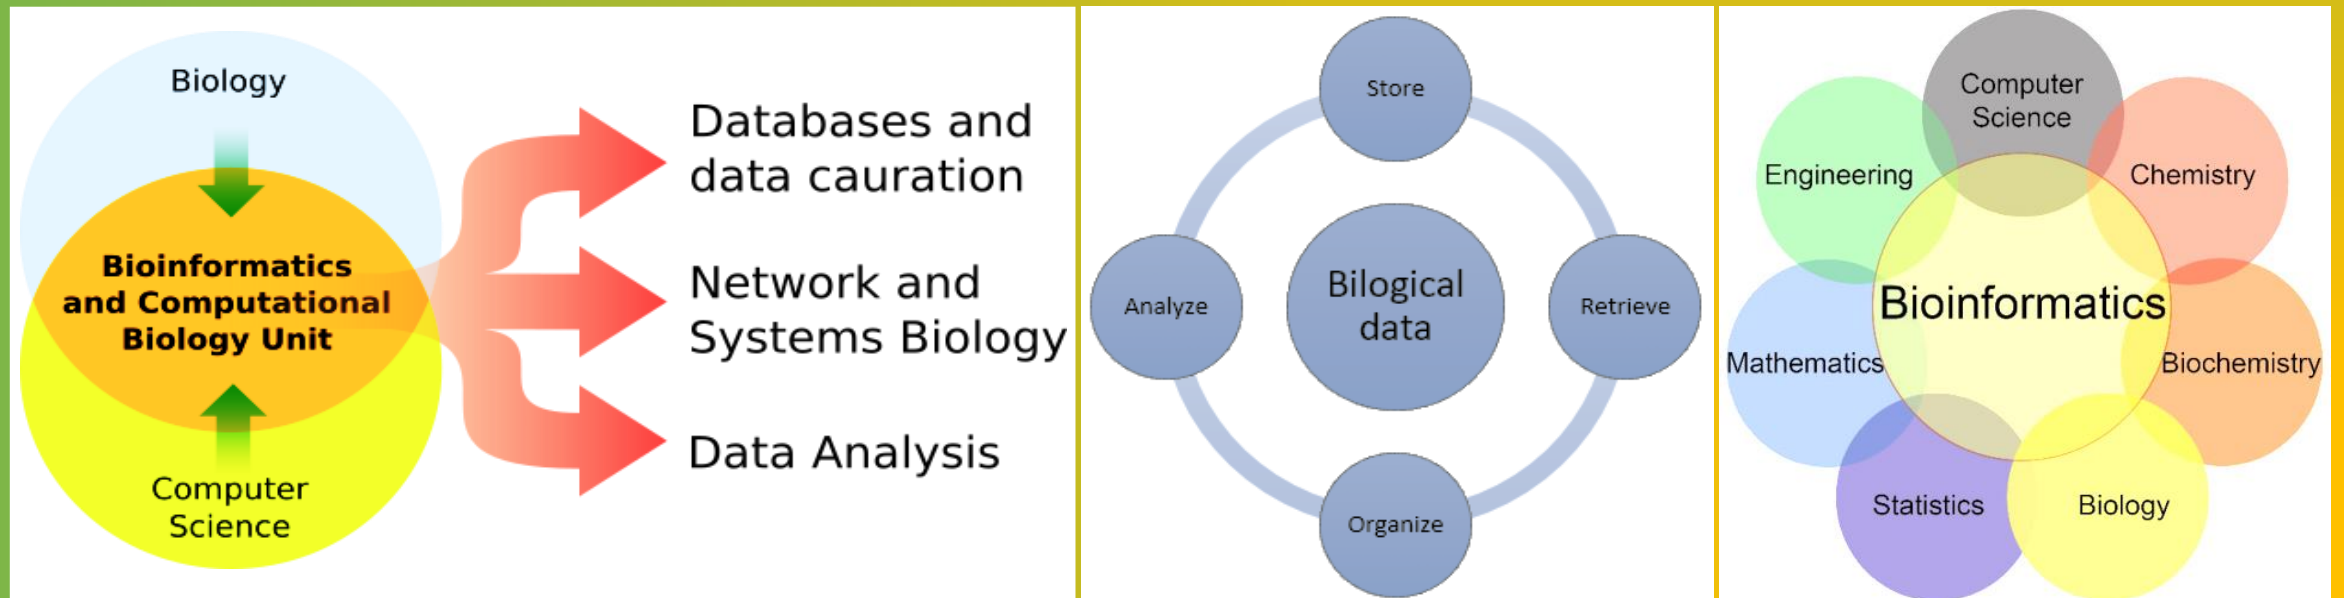 Biology
Bioinformatics
and Computational
Biology Unit
Computer
Science
Databases and
data cauration
Network and
Systems Biology
Data Analysis
Store
Analyze
Bilogical
data
Retrieve
Organize
Computer
Science
Engineering
Chemistry
Bioinformatics
Mathematics
Biochemistry
Statistics
Biology